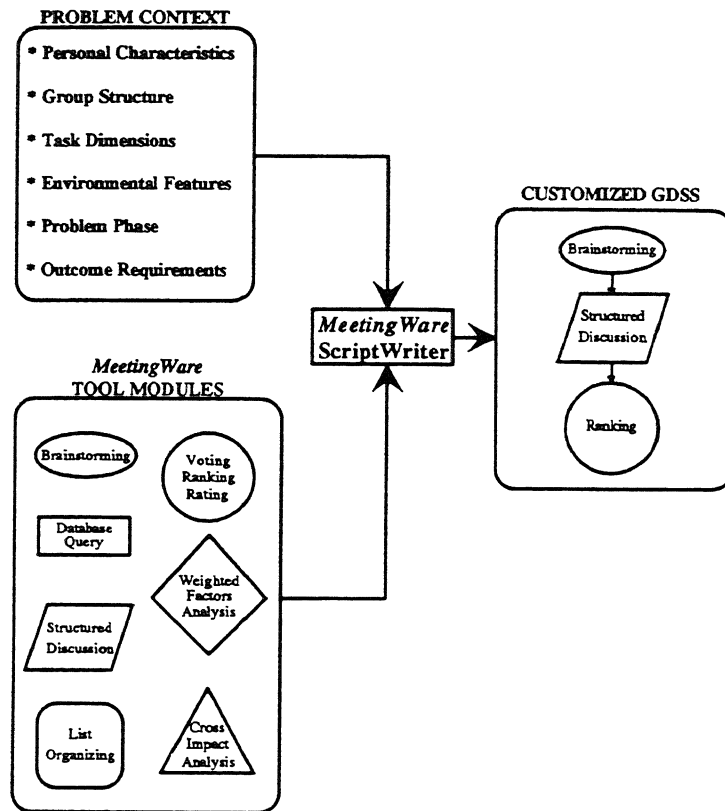 PROBLEM CONTEXT
* Personal Characteristics
* Group Structure
* Task Dimensions
* Environmental Features
* Problem Phase
* Outcome Requirements
MeetingWare
TOOL MODULES
Brainstorming
Voting
Ranking
Rating
Database
Query
Weighted
Factors
Analysis
Structured
Discussion
List
Organizing
Cross
Impact
Analysis
MeetingWare
ScriptWriter
CUSTOMIZED GDSS
Brainstorming
Structured
Discussion
Ranking